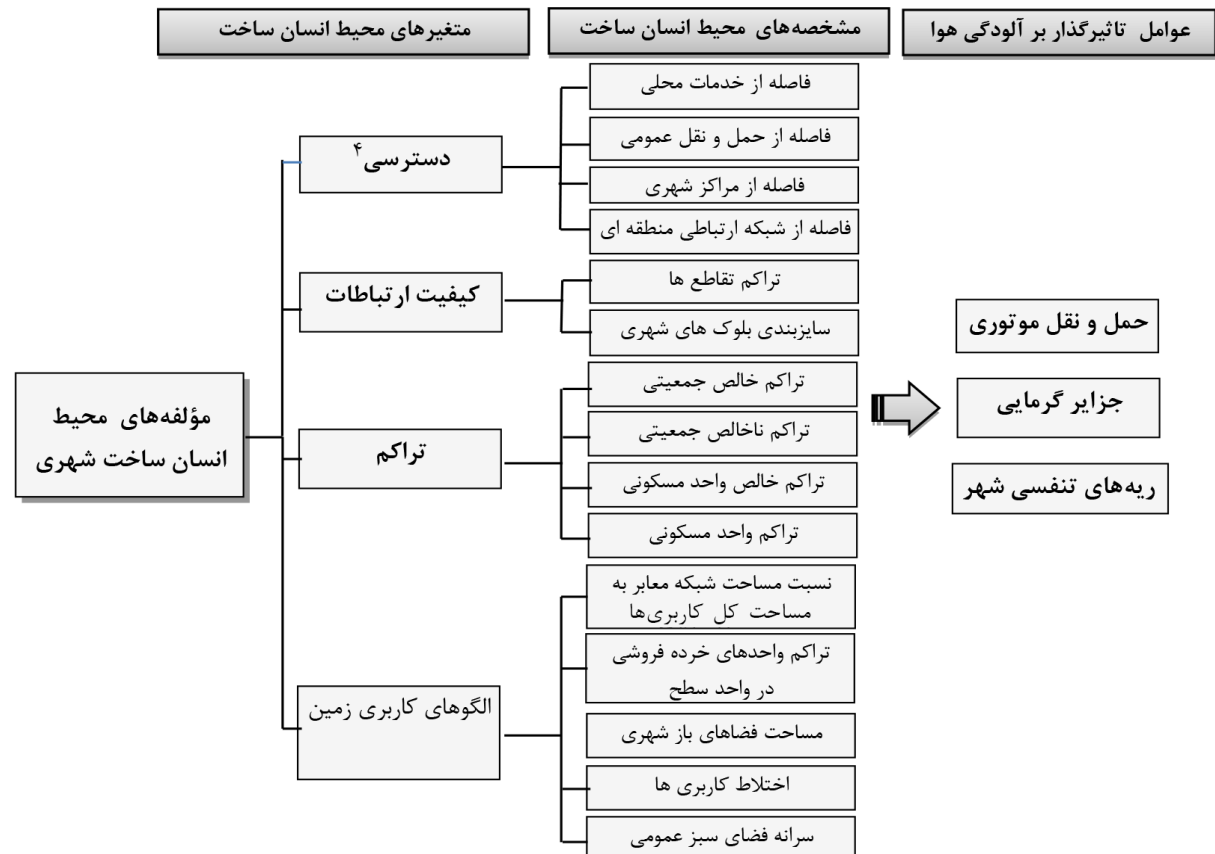 عوامل تاثیرگذار بر آلودگی هوا
مشخصه‌های محیط انسان ساخت
متغیرهای محیط انسان ساخت
مؤلفه‌های محیط
انسان ساخت شهری
دسترسی۴
فاصله از خدمات محلی
فاصله از حمل و نقل عمومی
فاصله از مراکز شهری
فاصله از شبکه ارتباطی منطقه ای
کیفیت ارتباطات
تراکم تقاطع ها
سایزبندی بلوک های شهری
تراکم
تراکم خالص جمعیتی
تراکم ناخالص جمعیتی
تراکم خالص واحد مسکونی
تراکم واحد مسکونی
الگوهای کاربری زمین
نسبت مساحت شبکه معابر به
مساحت کل کاربری‌ها
تراکم واحدهای خرده فروشی
در واحد سطح
مساحت فضاهای باز شهری
اختلاط کاربری ها
سرانه فضای سبز عمومی
حمل و نقل موتوری
جزایر گرمایی
ریه‌های تنفسی شهر